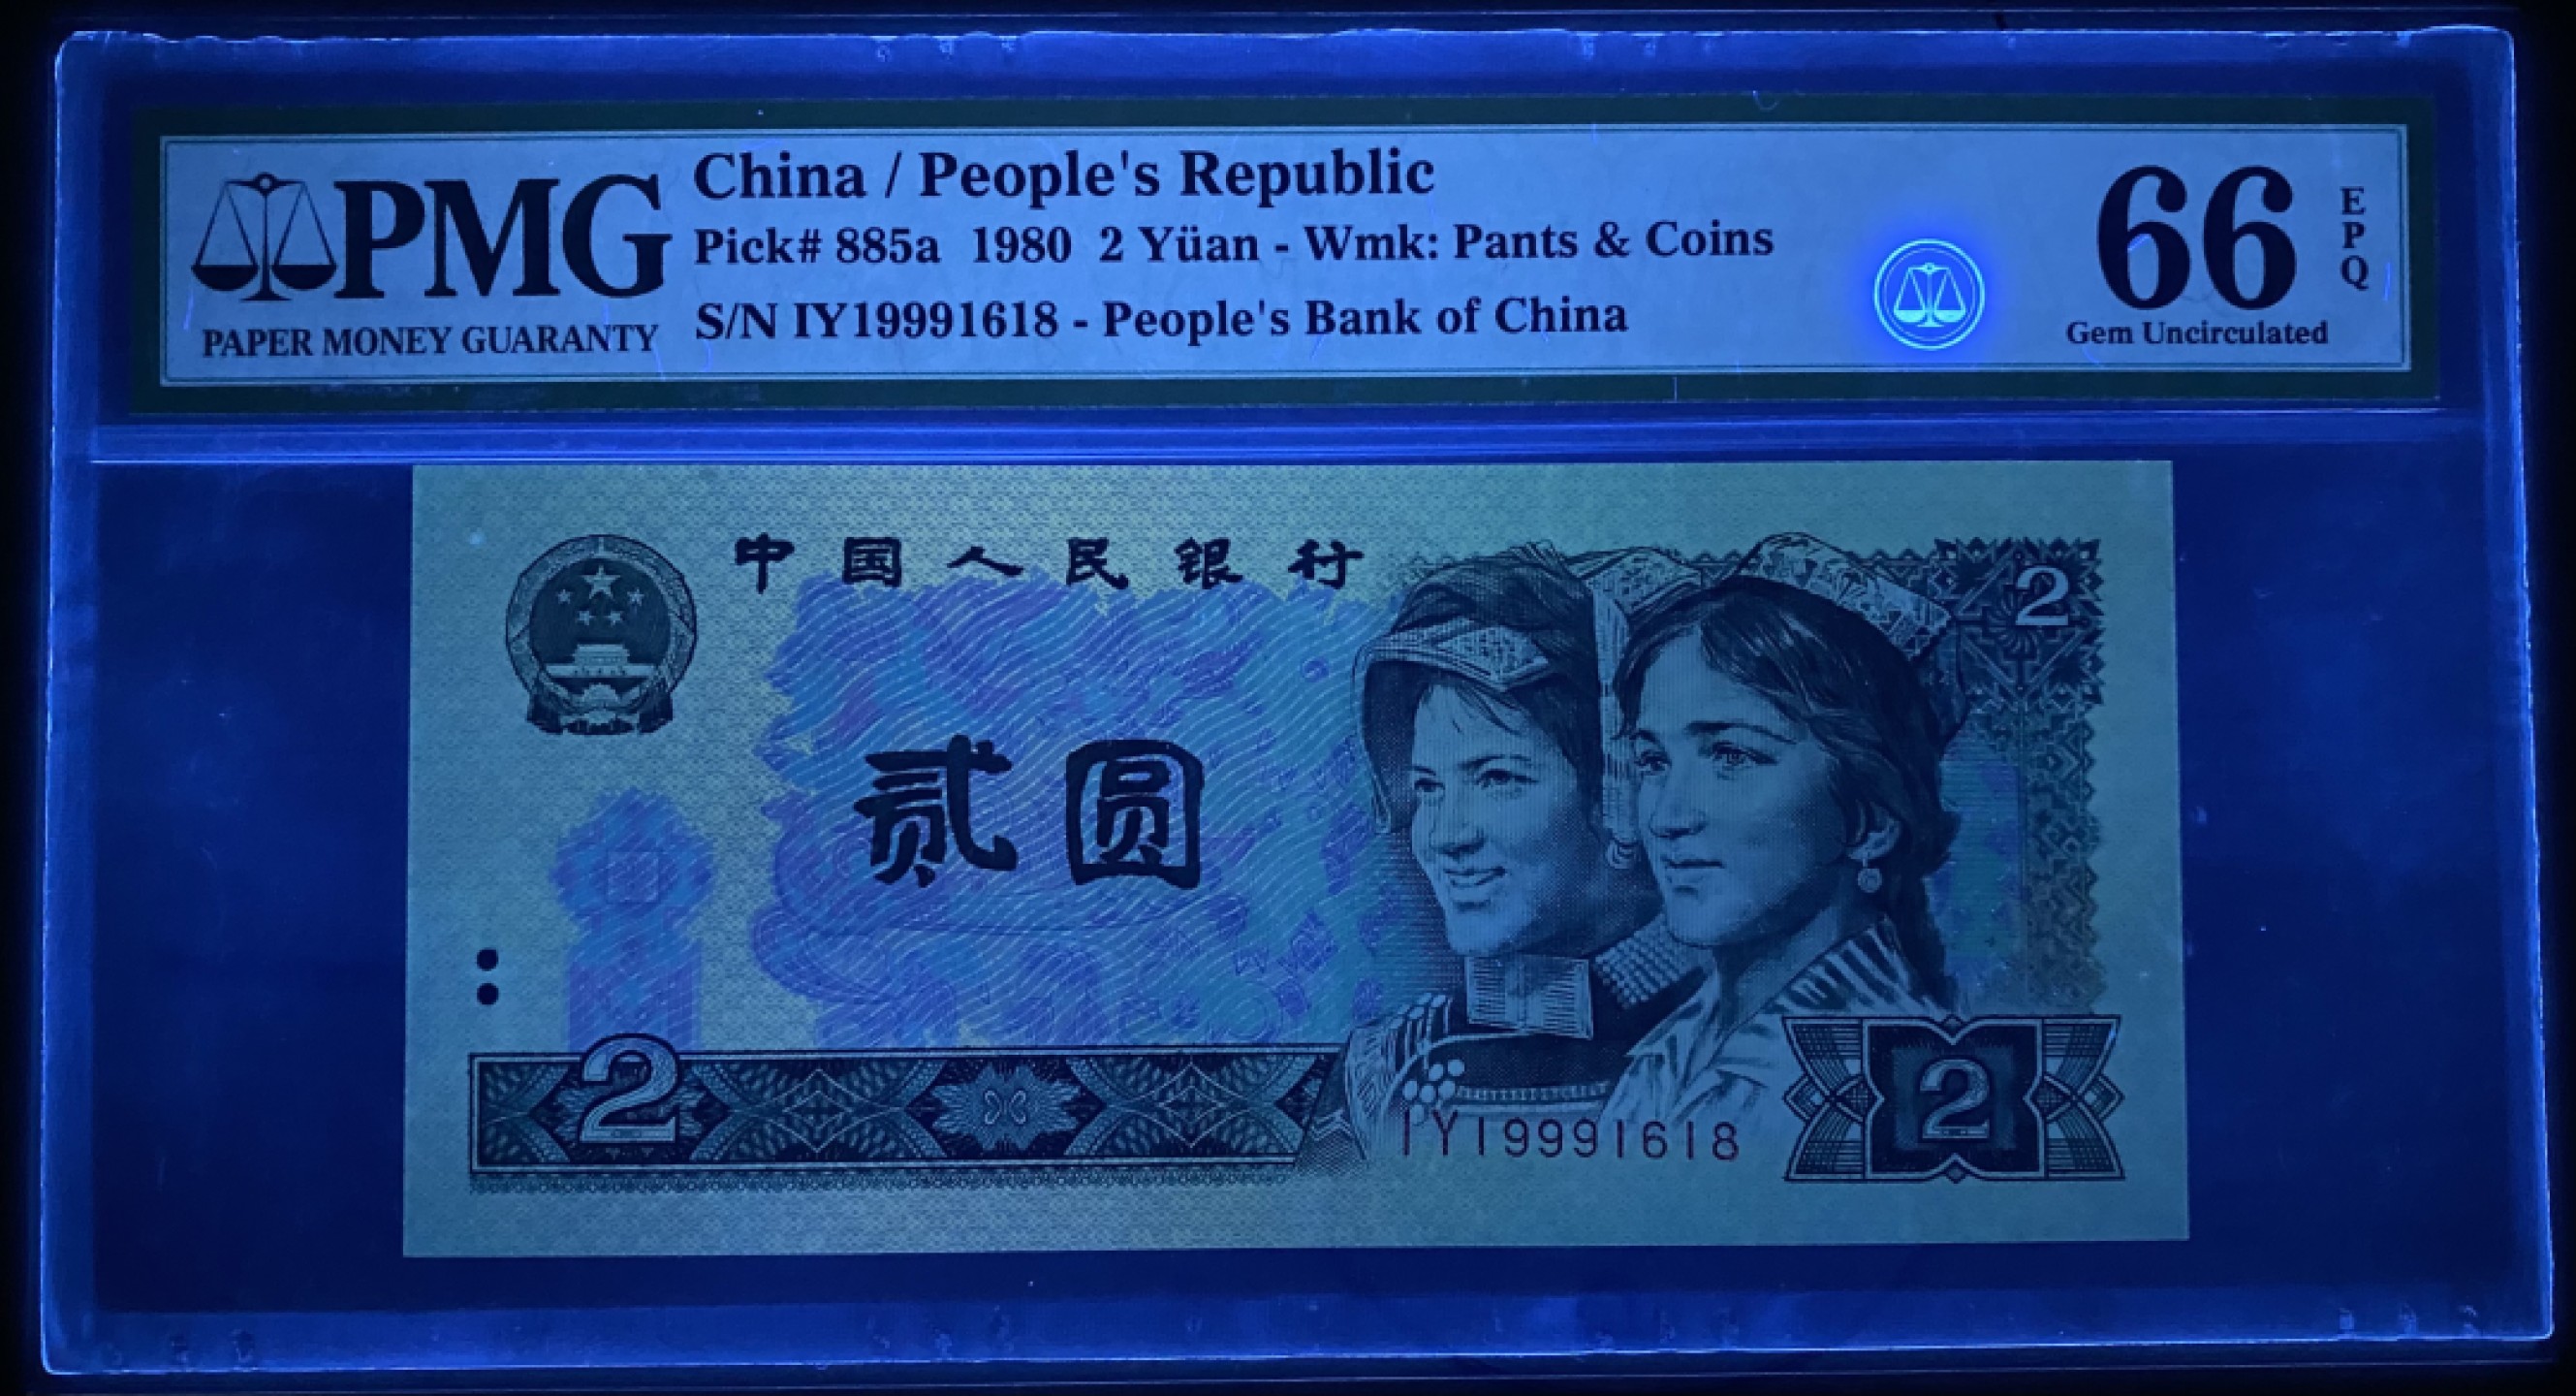 PMG
PAPER MONEY GUARANTY
China / People's Republic
Pick# 885a 1980 2 Yüan - Wmk: Pants & Coins
S/N IY19991618 - People's Bank of China
66
EPQ
Gem Uncirculated
中国人民银行
2
贰圆
2
IY19991618
2